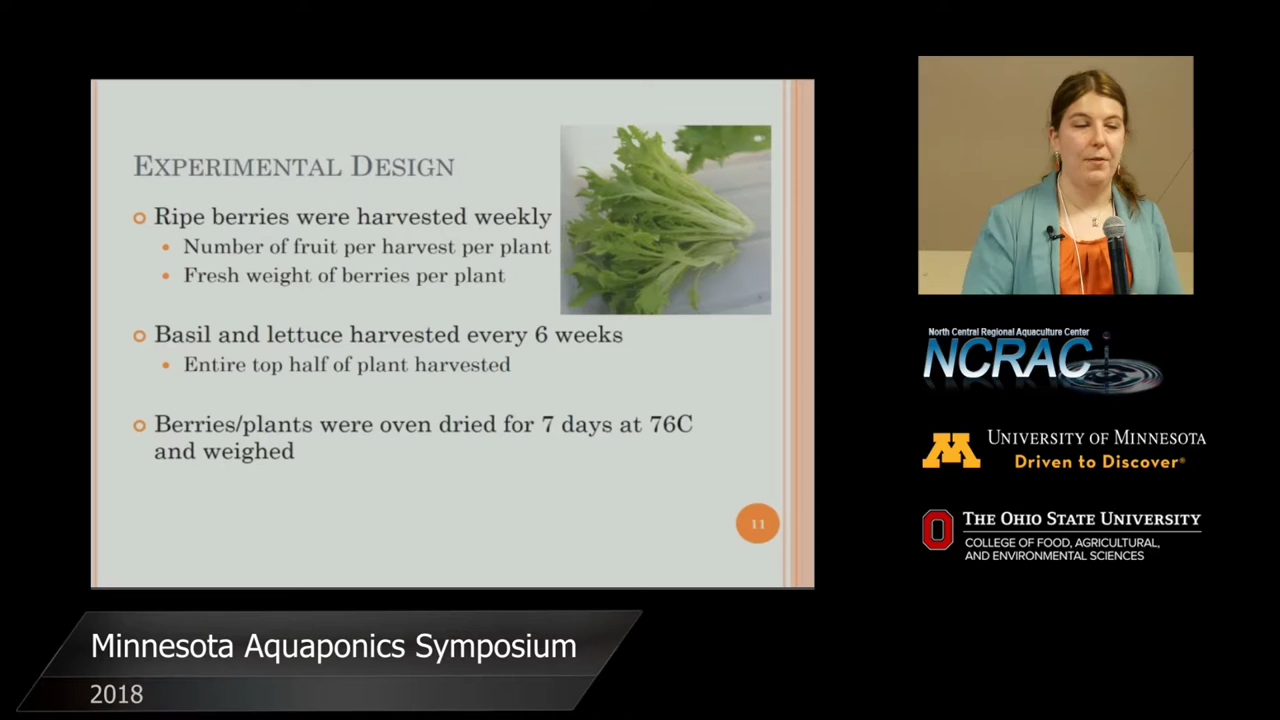 EXPERIMENTAL DESIGN
Ripe berries were harvested weekly
Number of fruit per harvest per plant
Fresh weight of berries per plant
Basil and lettuce harvested every 6 weeks
Entire top half of plant harvested
Berries/plants were oven dried for 7 days at 76C
and weighed
11
North Central Regional Aquaculture Center
NCRAC
UNIVERSITY OF MINNESOTA
Driven to Discover®
THE OHIO STATE UNIVERSITY
COLLEGE OF FOOD, AGRICULTURAL,
AND ENVIRONMENTAL SCIENCES
Minnesota Aquaponics Symposium
2018